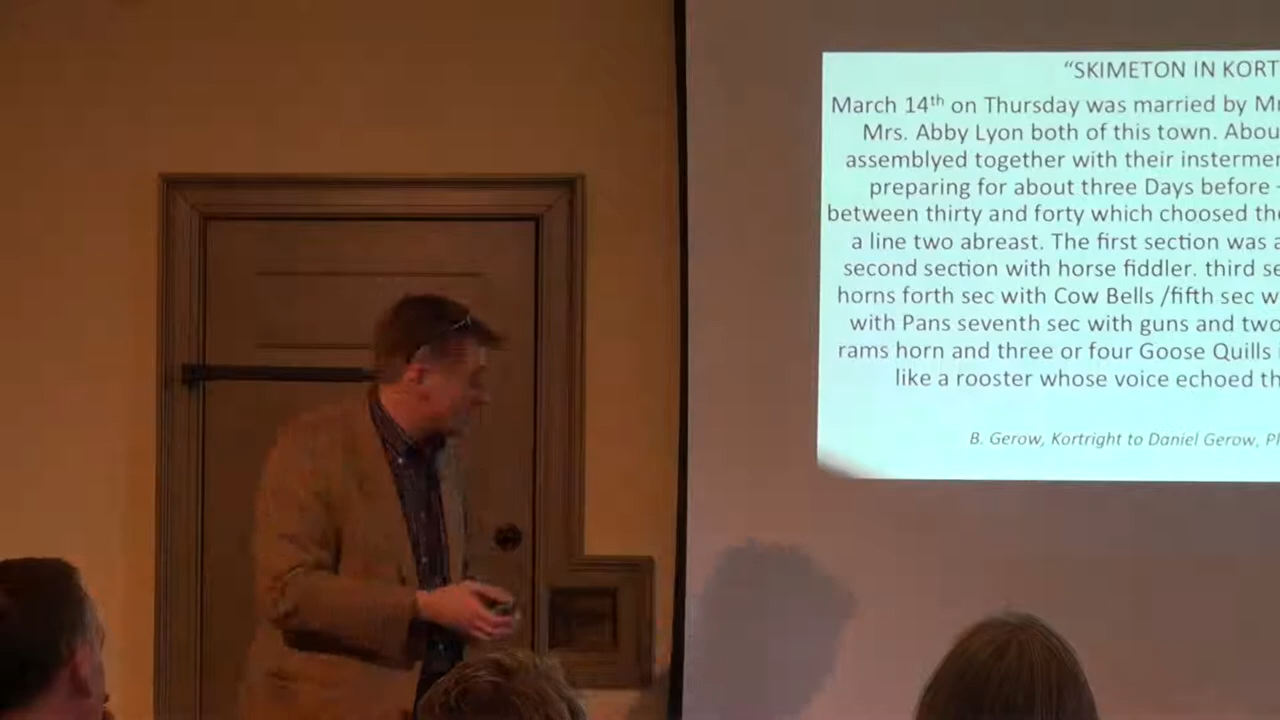 “SKIMETON IN KORT
March 14th on Thursday was married by Mr
Mrs. Abby Lyon both of this town. Abou
assemblyed together with their instermen
preparing for about three Days before -
between thirty and forty which choosed the
a line two abreast. The first section was a
second section with horse fiddler. third se
horns forth sec with Cow Bells /fifth sec w
with Pans seventh sec with guns and two
rams horn and three or four Goose Quills i
like a rooster whose voice echoed th
B. Gerow, Kortright to Daniel Gerow, Pl